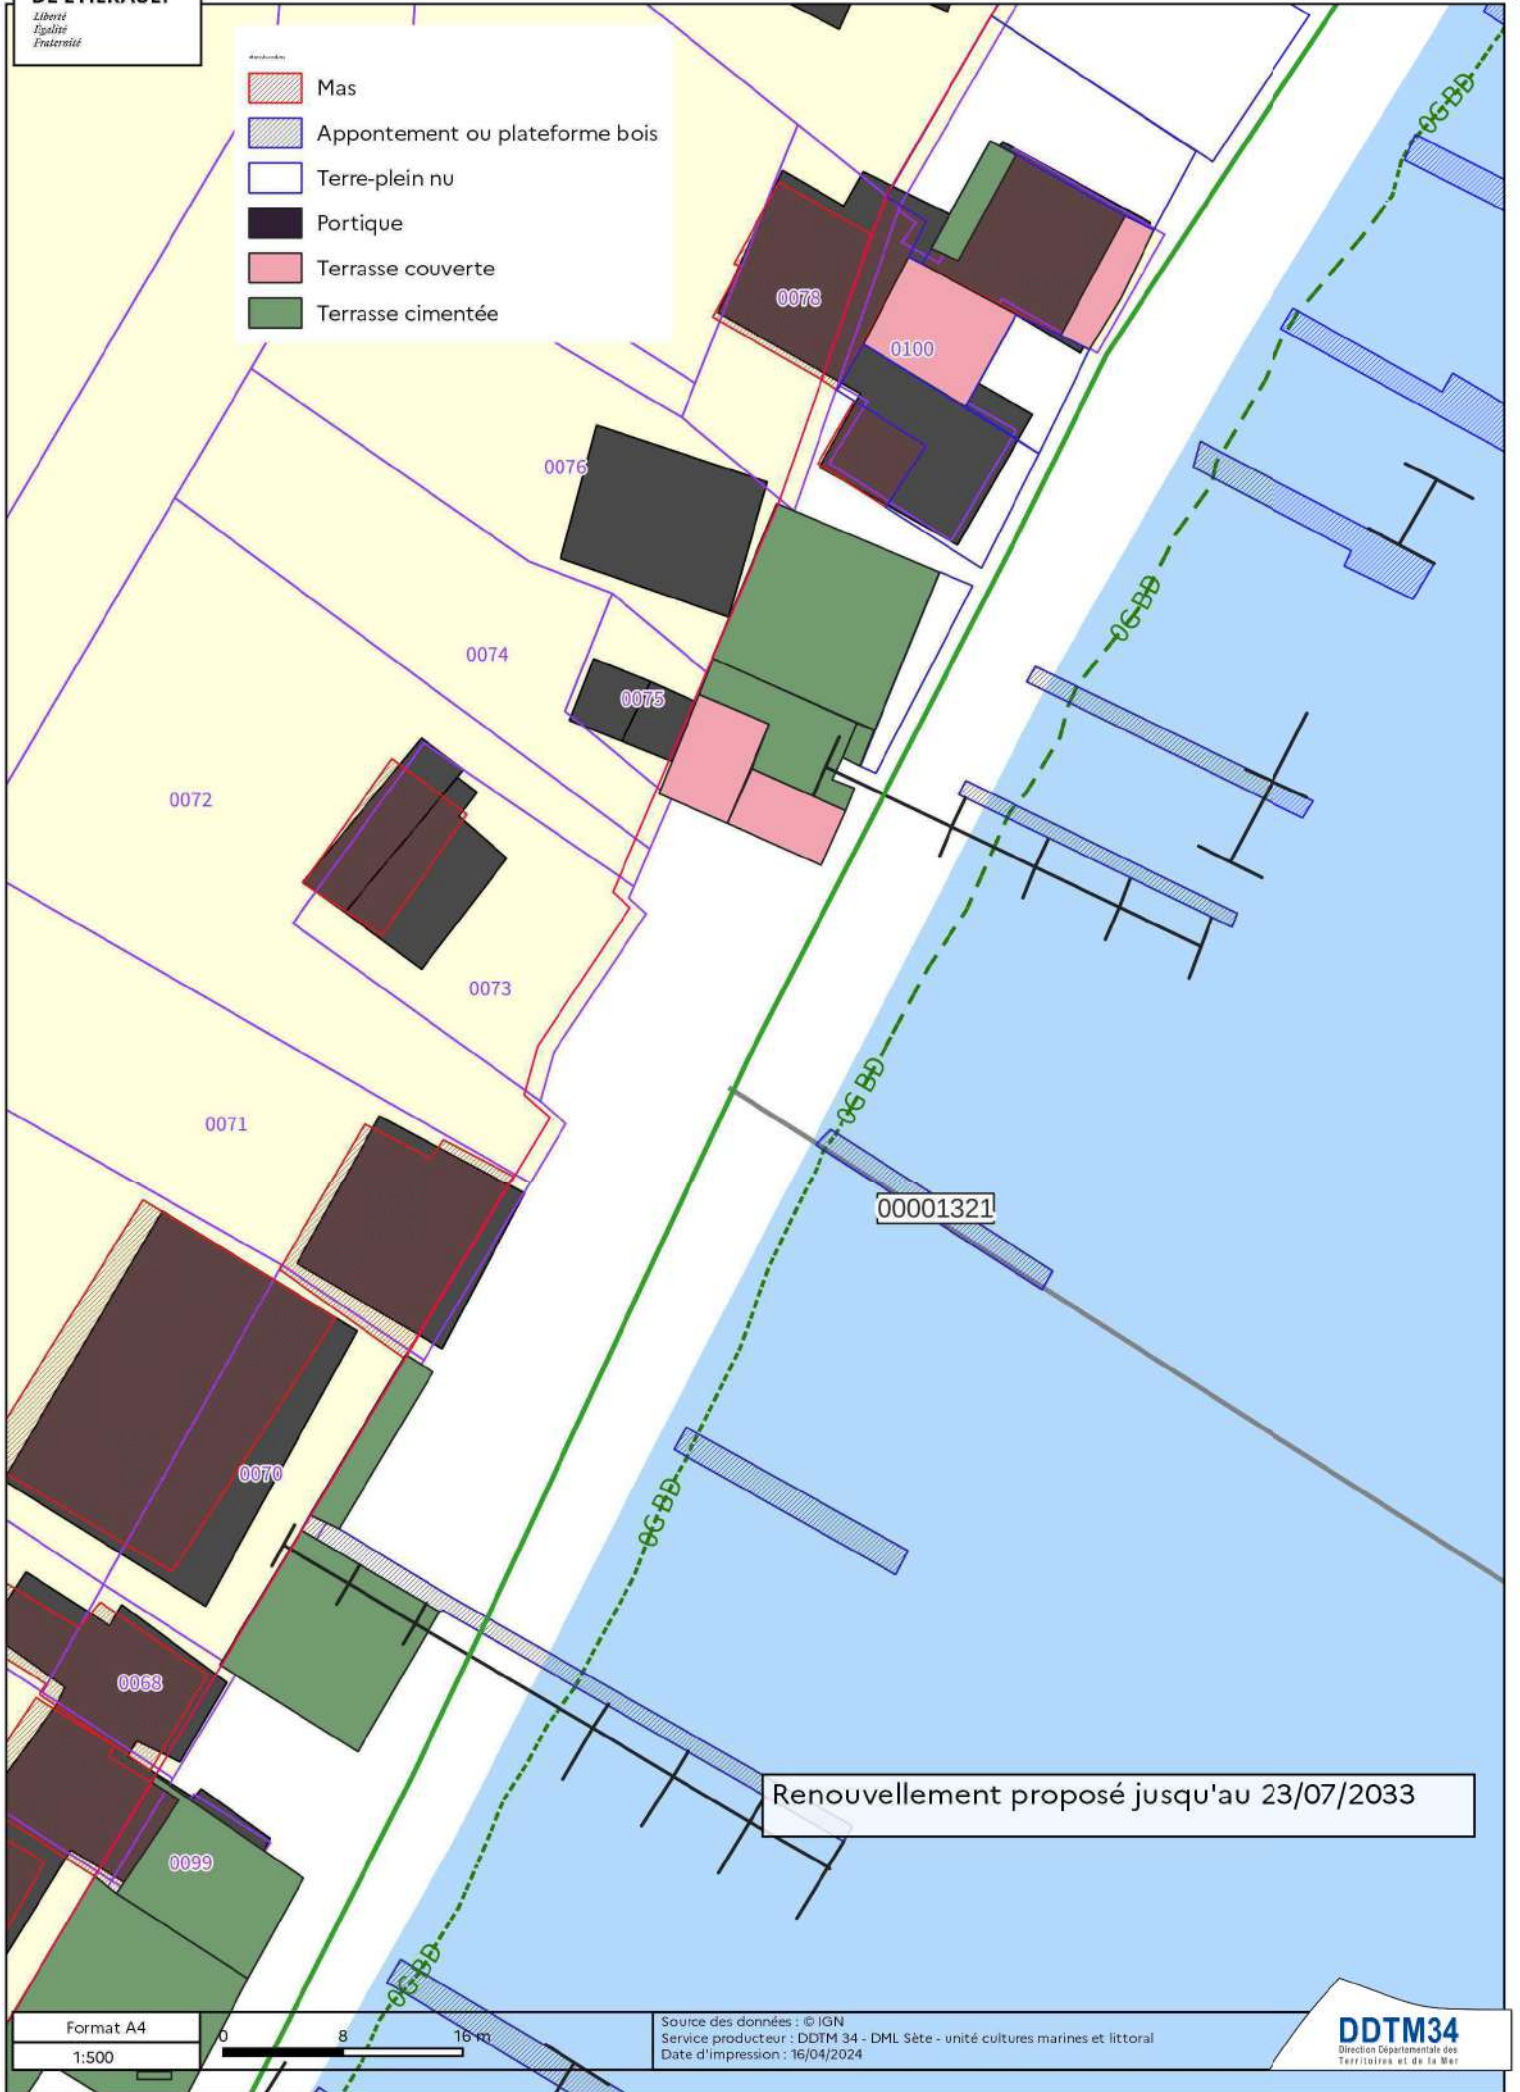 Liberté
Égalité
Fraternité
Mas
Appontement ou plateforme bois
Terre-plein nu
Portique
Terrasse couverte
Terrasse cimentée
0G BD
0078
0100
0076
0G BD
0074
0075
0072
0073
0G BD
0071
00001321
0070
0G BD
0068
Renouvellement proposé jusqu'au 23/07/2033
0099
0G BD
Format A4
1:500
0 8 16 m
Source des données : © IGN
Service producteur : DDTM 34 - DML Sète - unité cultures marines et littoral
Date d'impression : 16/04/2024
DDTM34
Direction Départementale des
Territoires et de la Mer